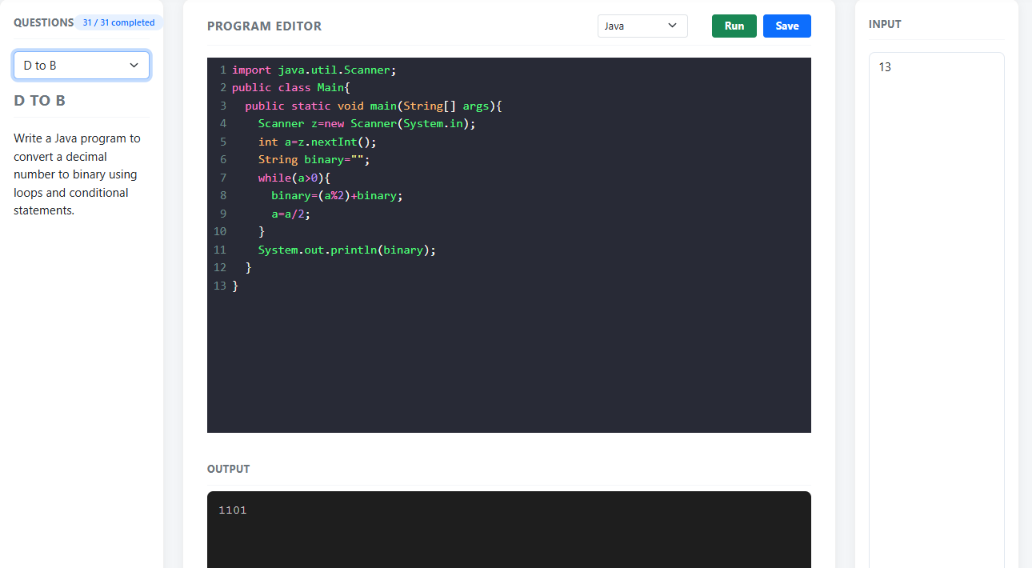 QUESTIONS 31 / 31 completed
D to B
D TO B
Write a Java program to
convert a decimal
number to binary using
loops and conditional
statements.
PROGRAM EDITOR
Java
Run
Save
1 import java.util.Scanner;
2 public class Main{
3   public static void main(String[] args){
4     Scanner z=new Scanner(System.in);
5     int a=z.nextInt();
6     String binary="";
7     while(a>0){
8       binary=(a%2)+binary;
9       a=a/2;
10     }
11     System.out.println(binary);
12   }
13 }
OUTPUT
1101
INPUT
13